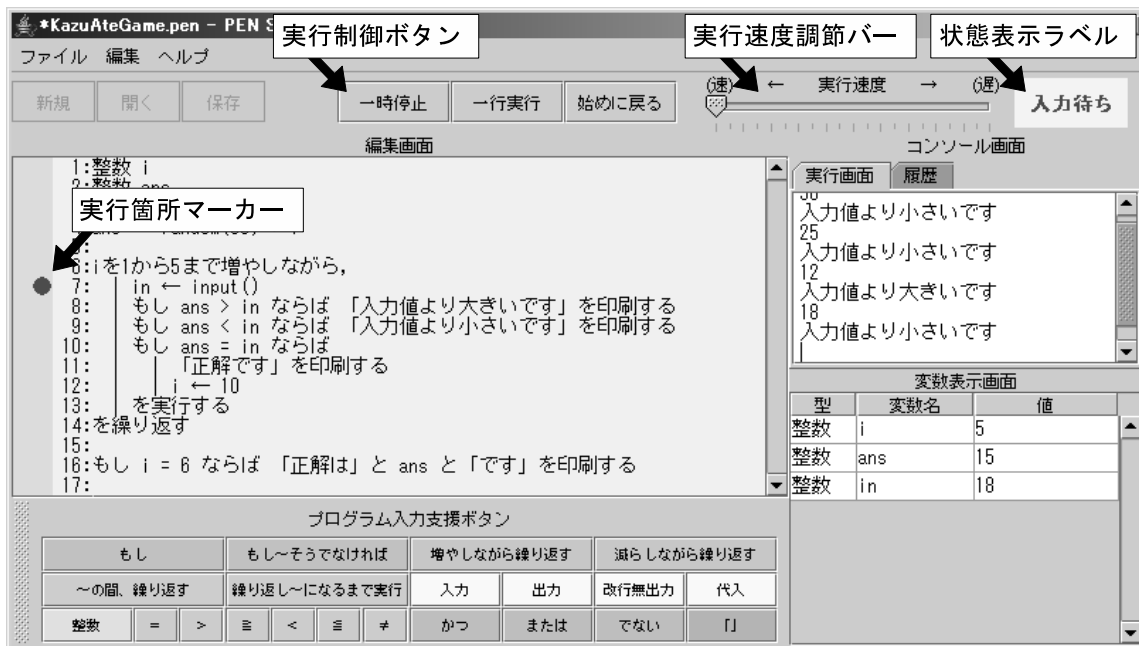 *KazuAteGame.pen - PEN S
実行制御ボタン
実行速度調節バー
状態表示ラベル
ファイル 編集 ヘルプ
新規 開く 保存 一時停止 一行実行 始めに戻る
(速) ← 実行速度 → (遅)
入力待ち
編集画面
1:整数 i
2:整数 ans
実行箇所マーカー
6:iを1から5まで増やしながら,
7: | in ← input()
8: | もし ans > in ならば 「入力値より大きいです」を印刷する
9: | もし ans < in ならば 「入力値より小さいです」を印刷する
10: | もし ans = in ならば
11: | | 「正解です」を印刷する
12: | | i ← 10
13: | を実行する
14:を繰り返す
15:
16:もし i = 6 ならば 「正解は」と ans と「です」を印刷する
17:
コンソール画面
実行画面 履歴
入力値より小さいです
25
入力値より小さいです
12
入力値より大きいです
18
入力値より小さいです
変数表示画面
型 変数名 値
整数 i 5
整数 ans 15
整数 in 18
プログラム入力支援ボタン
もし もし～そうでなければ 増やしながら繰り返す 減らしながら繰り返す
～の間、繰り返す 繰り返し～になるまで実行 入力 出力 改行無出力 代入
整数 = > ≧ < ≦ ≠ かつ または でない 「」